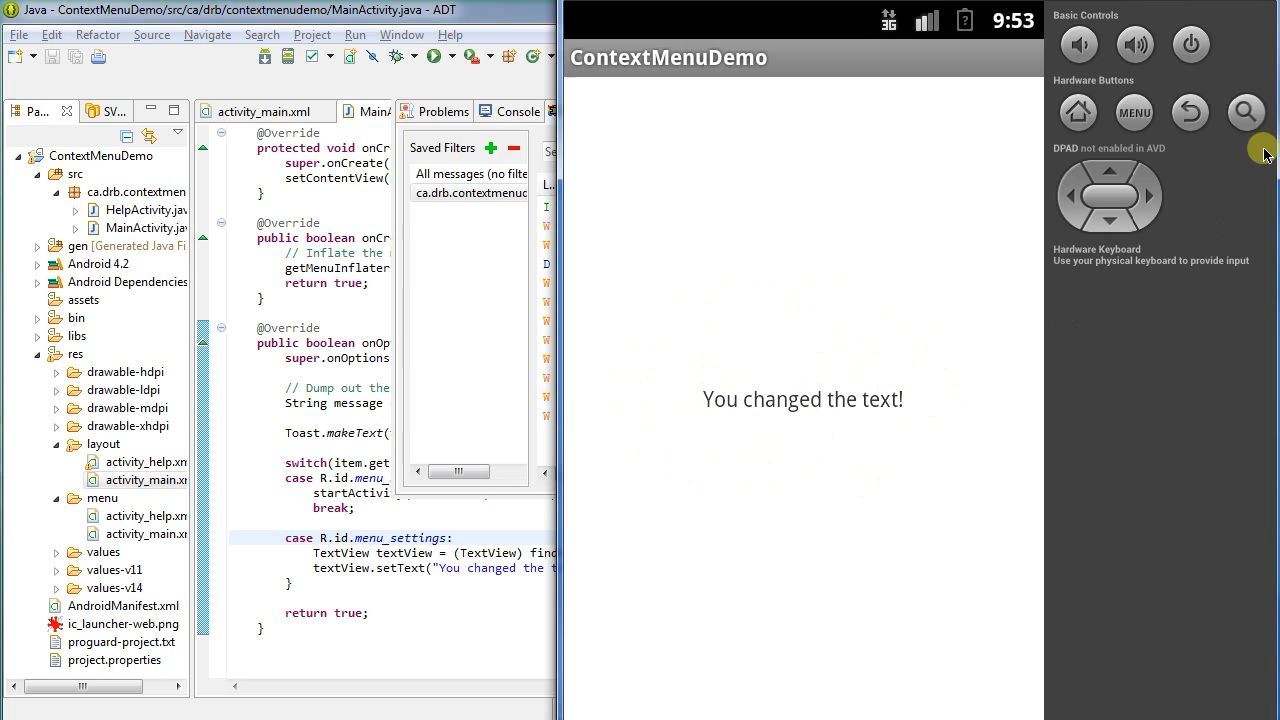 Java - ContextMenuDemo/src/ca/drb/contextmenudemo/MainActivity.java - ADT
File Edit Refactor Source Navigate Search Project Run Window Help
Pa... SV...
ContextMenuDemo
src
ca.drb.contextmen
HelpActivity.jav
MainActivity.jav
gen [Generated Java Fi
Android 4.2
Android Dependencies
assets
bin
libs
res
drawable-hdpi
drawable-ldpi
drawable-mdpi
drawable-xhdpi
layout
activity_help.xm
activity_main.xr
menu
activity_help.xm
activity_main.xr
values
values-v11
values-v14
AndroidManifest.xml
ic_launcher-web.png
proguard-project.txt
project.properties
activity_main.xml MainA
@Override
protected void onCr
super.onCreate(
setContentView(
}
@Override
public boolean onCr
// Inflate the
getMenuInflater
return true;
}
@Override
public boolean onOp
super.onOptions
// Dump out the
String message
Toast.makeText(
switch(item.get
case R.id.menu_
startActivi
break;
case R.id.menu_settings:
TextView textView = (TextView) find
textView.setText("You changed the t
}
return true;
}
Problems Console
Saved Filters
All messages (no filte
ca.drb.contextmenud
Se
L...
I
W
W
D
W
W
W
W
W
W
W
W
3G 9:53
ContextMenuDemo
You changed the text!
Basic Controls
Hardware Buttons
MENU
DPAD not enabled in AVD
Hardware Keyboard
Use your physical keyboard to provide input